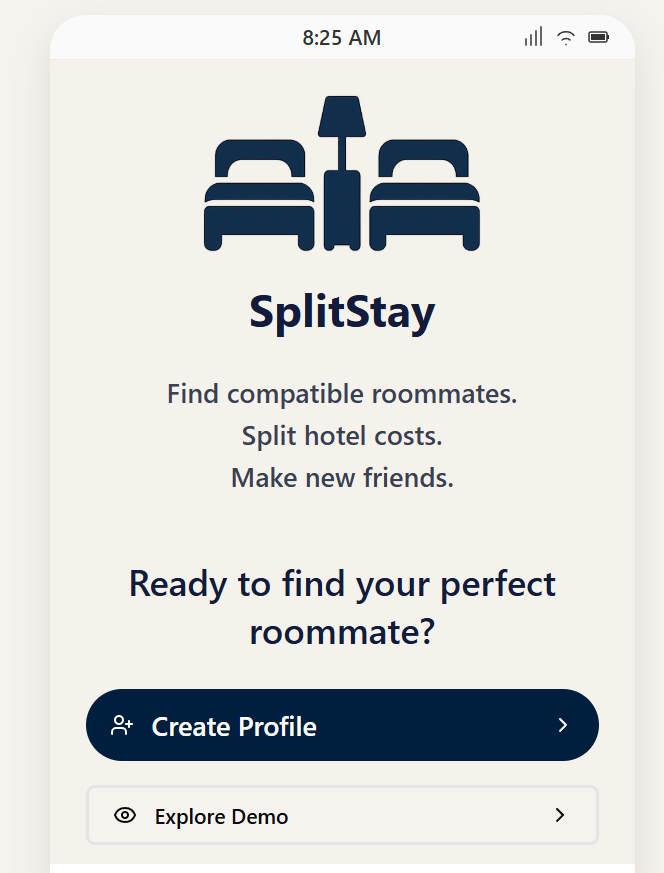 8:25 AM
SplitStay
Find compatible roommates.
Split hotel costs.
Make new friends.
Ready to find your perfect
roommate?
Create Profile
Explore Demo